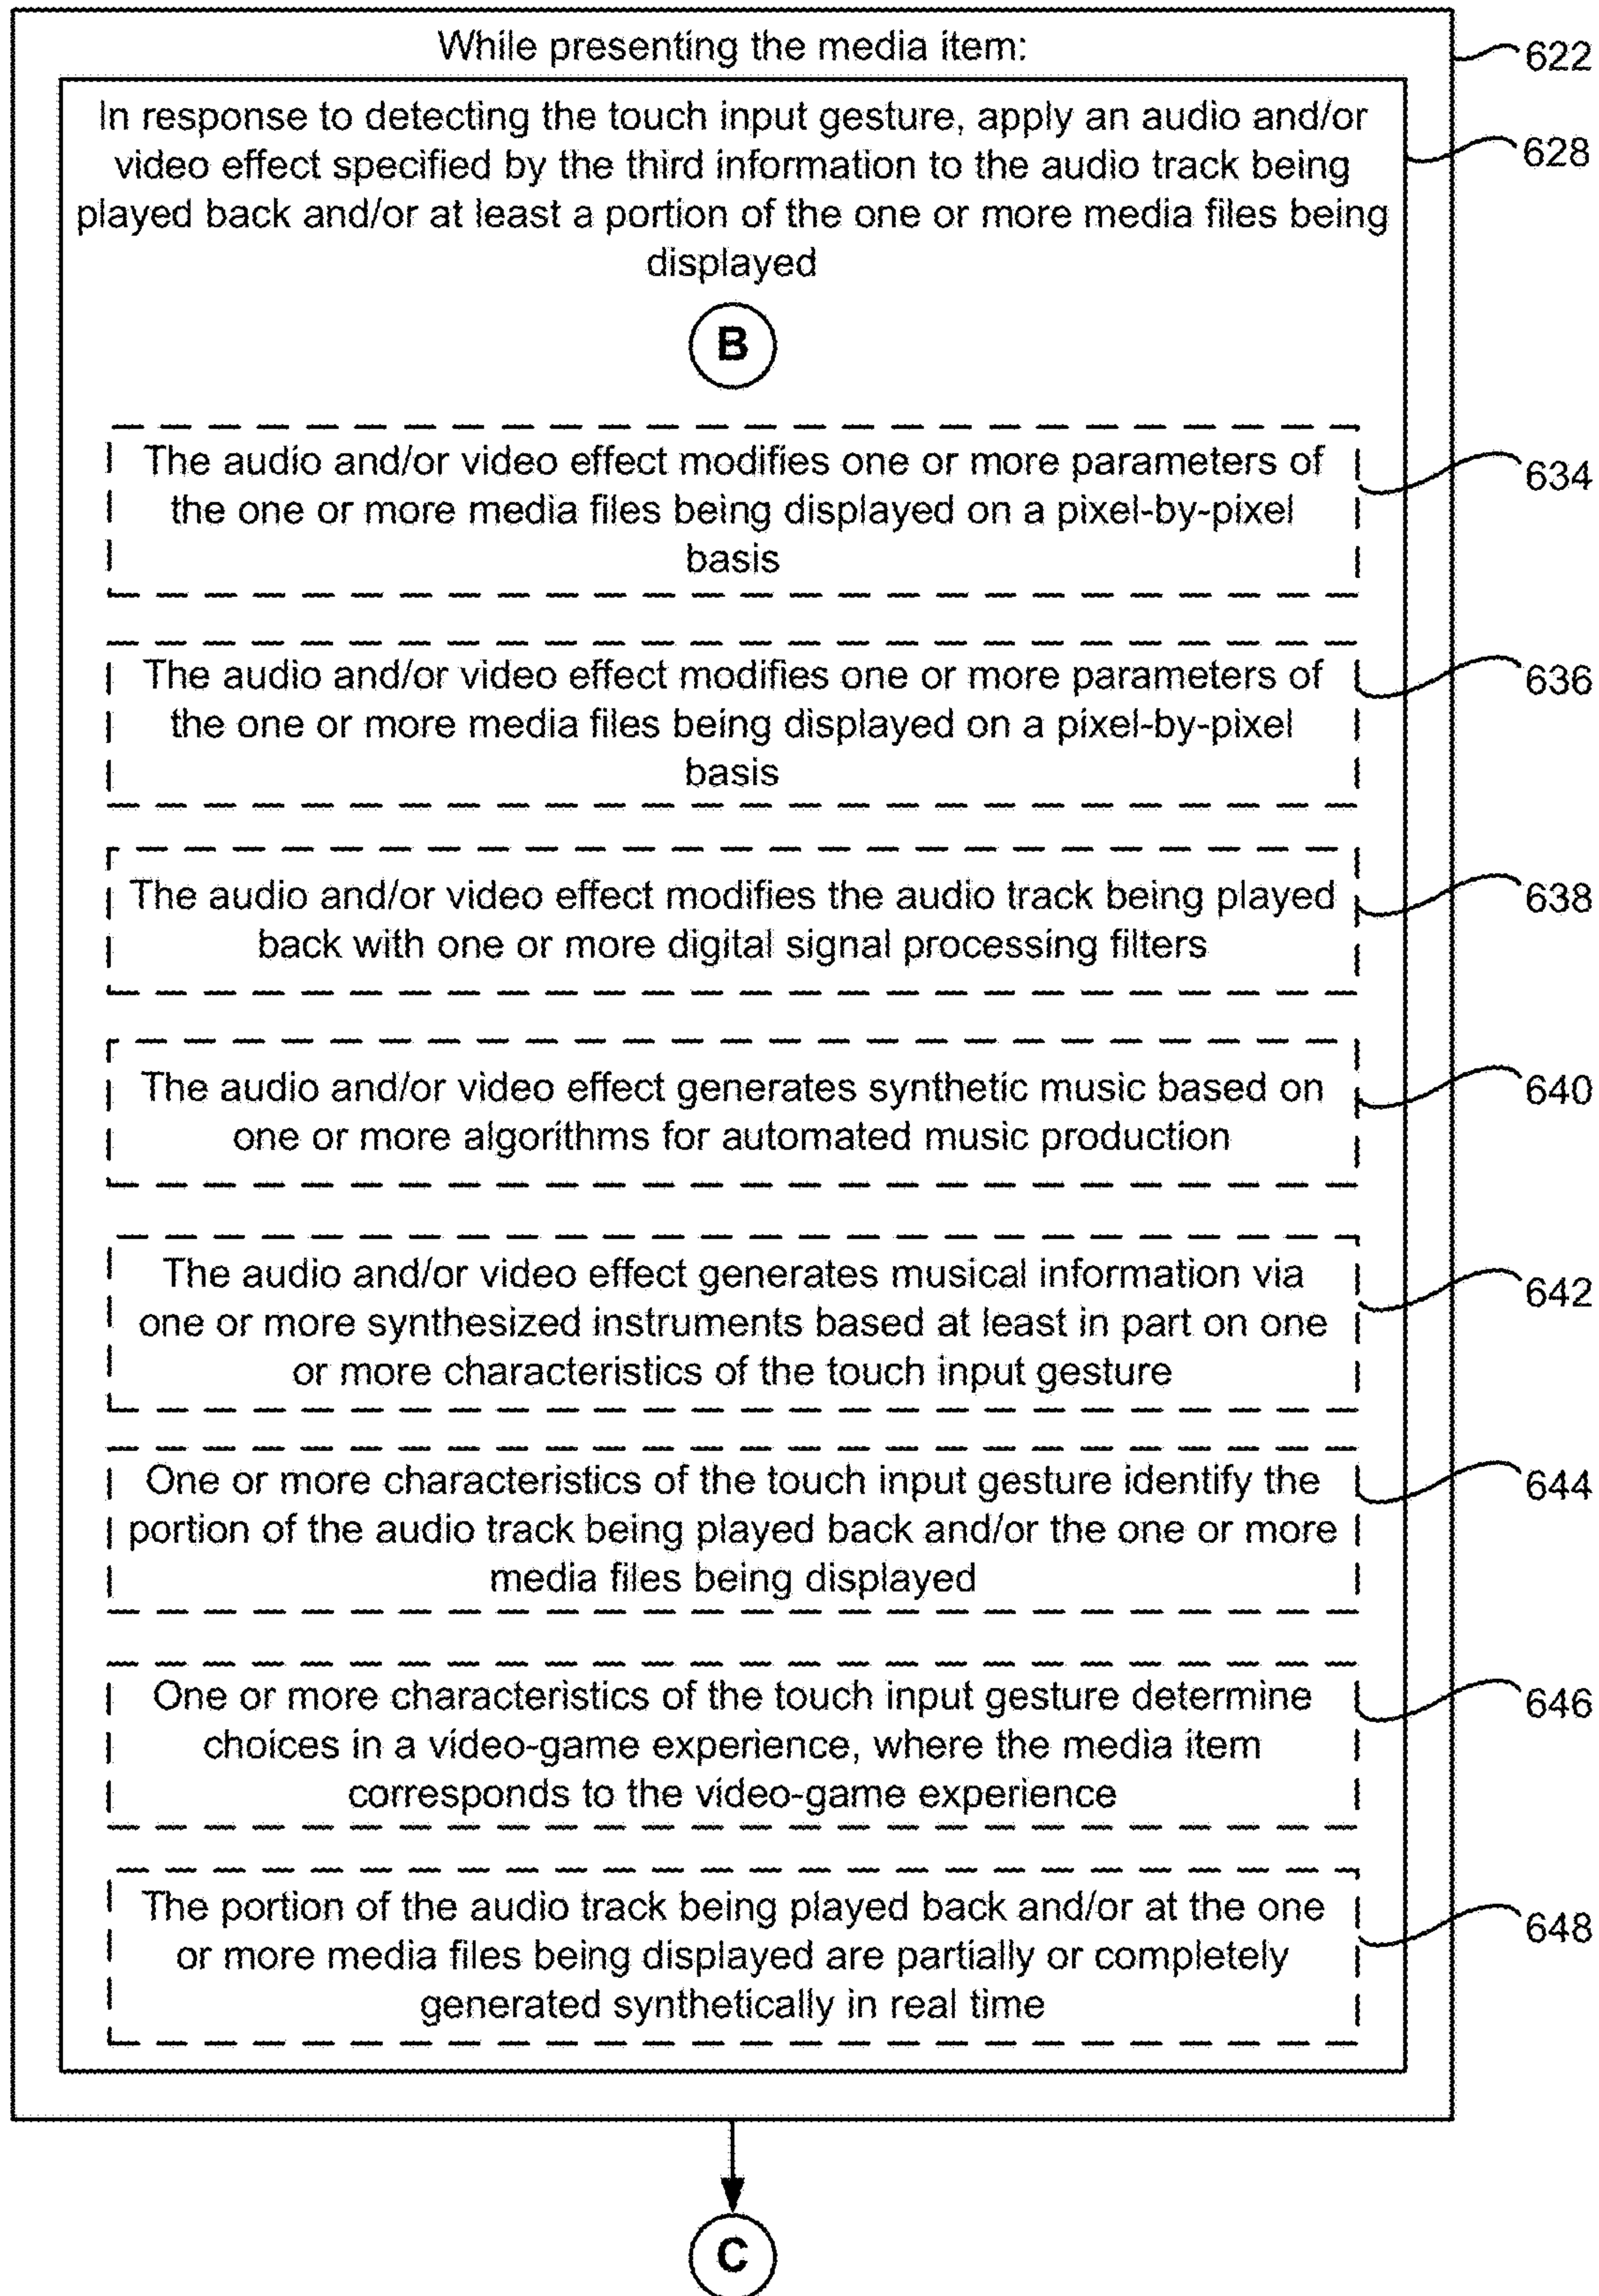 While presenting the media item:
622
In response to detecting the touch input gesture, apply an audio and/or
video effect specified by the third information to the audio track being
played back and/or at least a portion of the one or more media files being
displayed
628
B
The audio and/or video effect modifies one or more parameters of
the one or more media files being displayed on a pixel-by-pixel
basis
634
The audio and/or video effect modifies one or more parameters of
the one or more media files being displayed on a pixel-by-pixel
basis
636
The audio and/or video effect modifies the audio track being played
back with one or more digital signal processing filters
638
The audio and/or video effect generates synthetic music based on
one or more algorithms for automated music production
640
The audio and/or video effect generates musical information via
one or more synthesized instruments based at least in part on one
or more characteristics of the touch input gesture
642
One or more characteristics of the touch input gesture identify the
portion of the audio track being played back and/or the one or more
media files being displayed
644
One or more characteristics of the touch input gesture determine
choices in a video-game experience, where the media item
corresponds to the video-game experience
646
The portion of the audio track being played back and/or at the one
or more media files being displayed are partially or completely
generated synthetically in real time
648
C